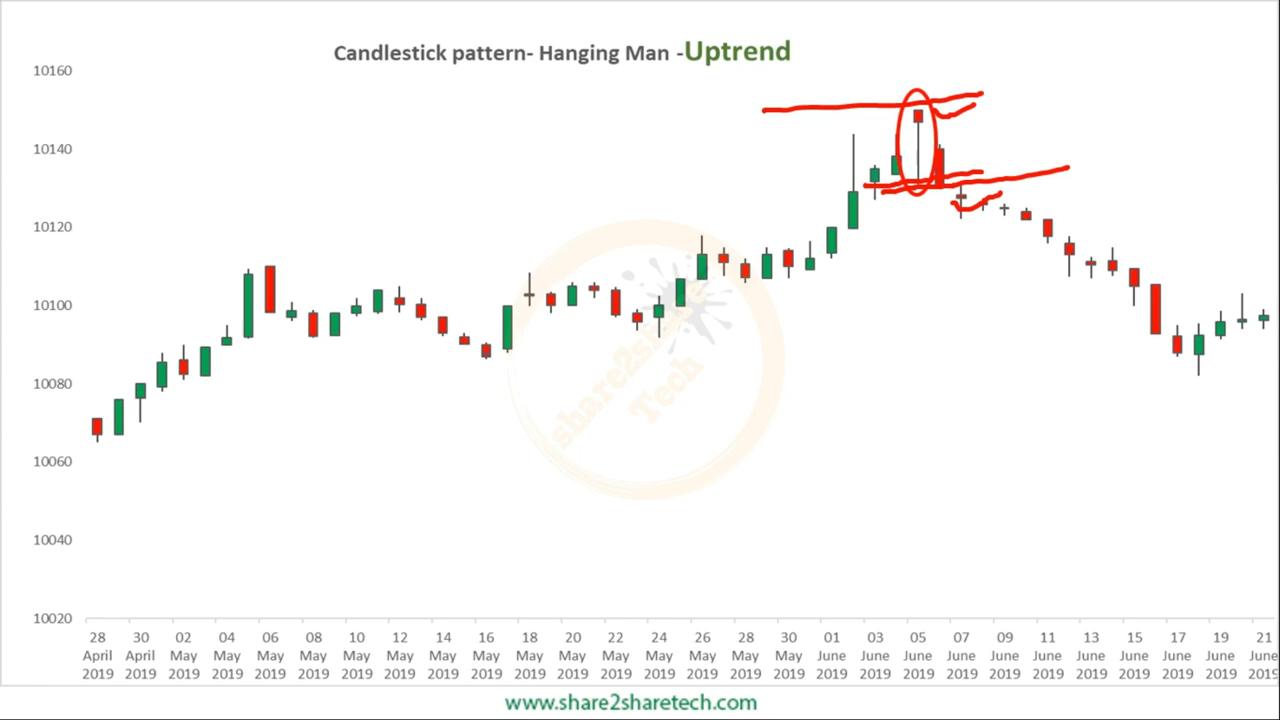 Candlestick pattern- Hanging Man -Uptrend
10160
10140
10120
10100
10080
10060
10040
10020
share2share
Tech
28 30 02 04 06 08 10 12 14 16 18 20 22 24 26 28 30 01 03 05 07 09 11 13 15 17 19 21
April April May May May May May May May May May May May May May May May June June June June June June June June June June June
2019 2019 2019 2019 2019 2019 2019 2019 2019 2019 2019 2019 2019 2019 2019 2019 2019 2019 2019 2019 2019 2019 2019 2019 2019 2019 2019 2019
www.share2sharetech.com